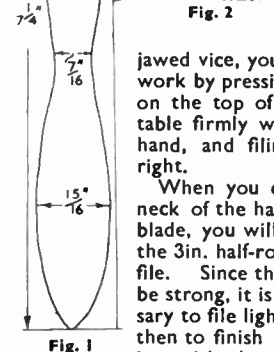 7 1/4"
Fig. 2
7/16"
15/16"
Fig. 1
jawed vice, you
work by pressi
on the top of
table firmly w
hand, and filin
right.
When you c
neck of the ha
blade, you will
the 3in. half-ro
file. Since th
be strong, it is
sary to file ligh
then to finish